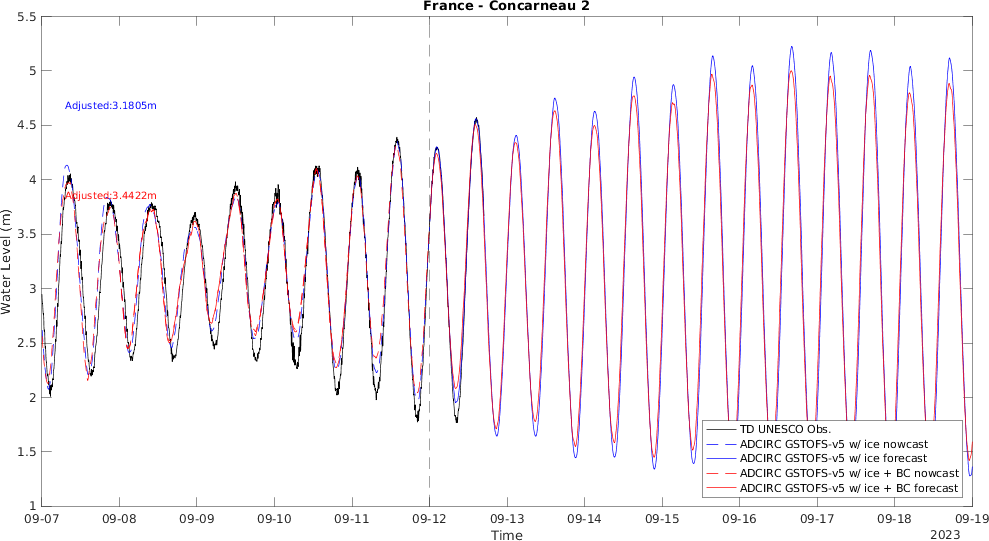 France - Concarneau 2
5.5
5
4.5
4
3.5
3
2.5
2
1.5
1
Water Level (m)
Adjusted:3.1805m
Adjusted:3.4422m
TD UNESCO Obs.
ADCIRC GSTOFS-v5 w/ ice nowcast
ADCIRC GSTOFS-v5 w/ ice forecast
ADCIRC GSTOFS-v5 w/ ice + BC nowcast
ADCIRC GSTOFS-v5 w/ ice + BC forecast
09-07 09-08 09-09 09-10 09-11 09-12 09-13 09-14 09-15 09-16 09-17 09-18 09-19
Time
2023